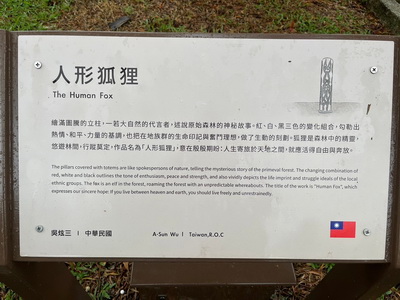 人形狐狸
The Human Fox
繪滿圖騰的立柱，一若大自然的代言者，述說原始森林的神秘故事。紅、白、黑三色的變化組合，勾勒出
熱情、和平、力量的基調，也把在地族群的生命印記與奮鬥理想，做了生動的刻劃。狐狸是森林中的精靈，
悠遊林間，行蹤莫定，作品名為「人形狐狸」，意在殷殷期盼：人生寄旅於天地之間，就應活得自由與奔放。
The pillars covered with totems are like spokespersons of nature, telling the mysterious story of the primeval forest. The changing combination of
red, white and black outlines the tone of enthusiasm, peace and strength, and also vividly depicts the life imprint and struggle ideals of the local
ethnic groups. The fox is an elf in the forest, roaming the forest with an unpredictable whereabouts. The title of the work is "Human Fox", which
expresses our sincere hope: If you live between heaven and earth, you should live freely and unrestrainedly.
吳炫三 | 中華民國
A-Sun Wu | Taiwan,R.O.C